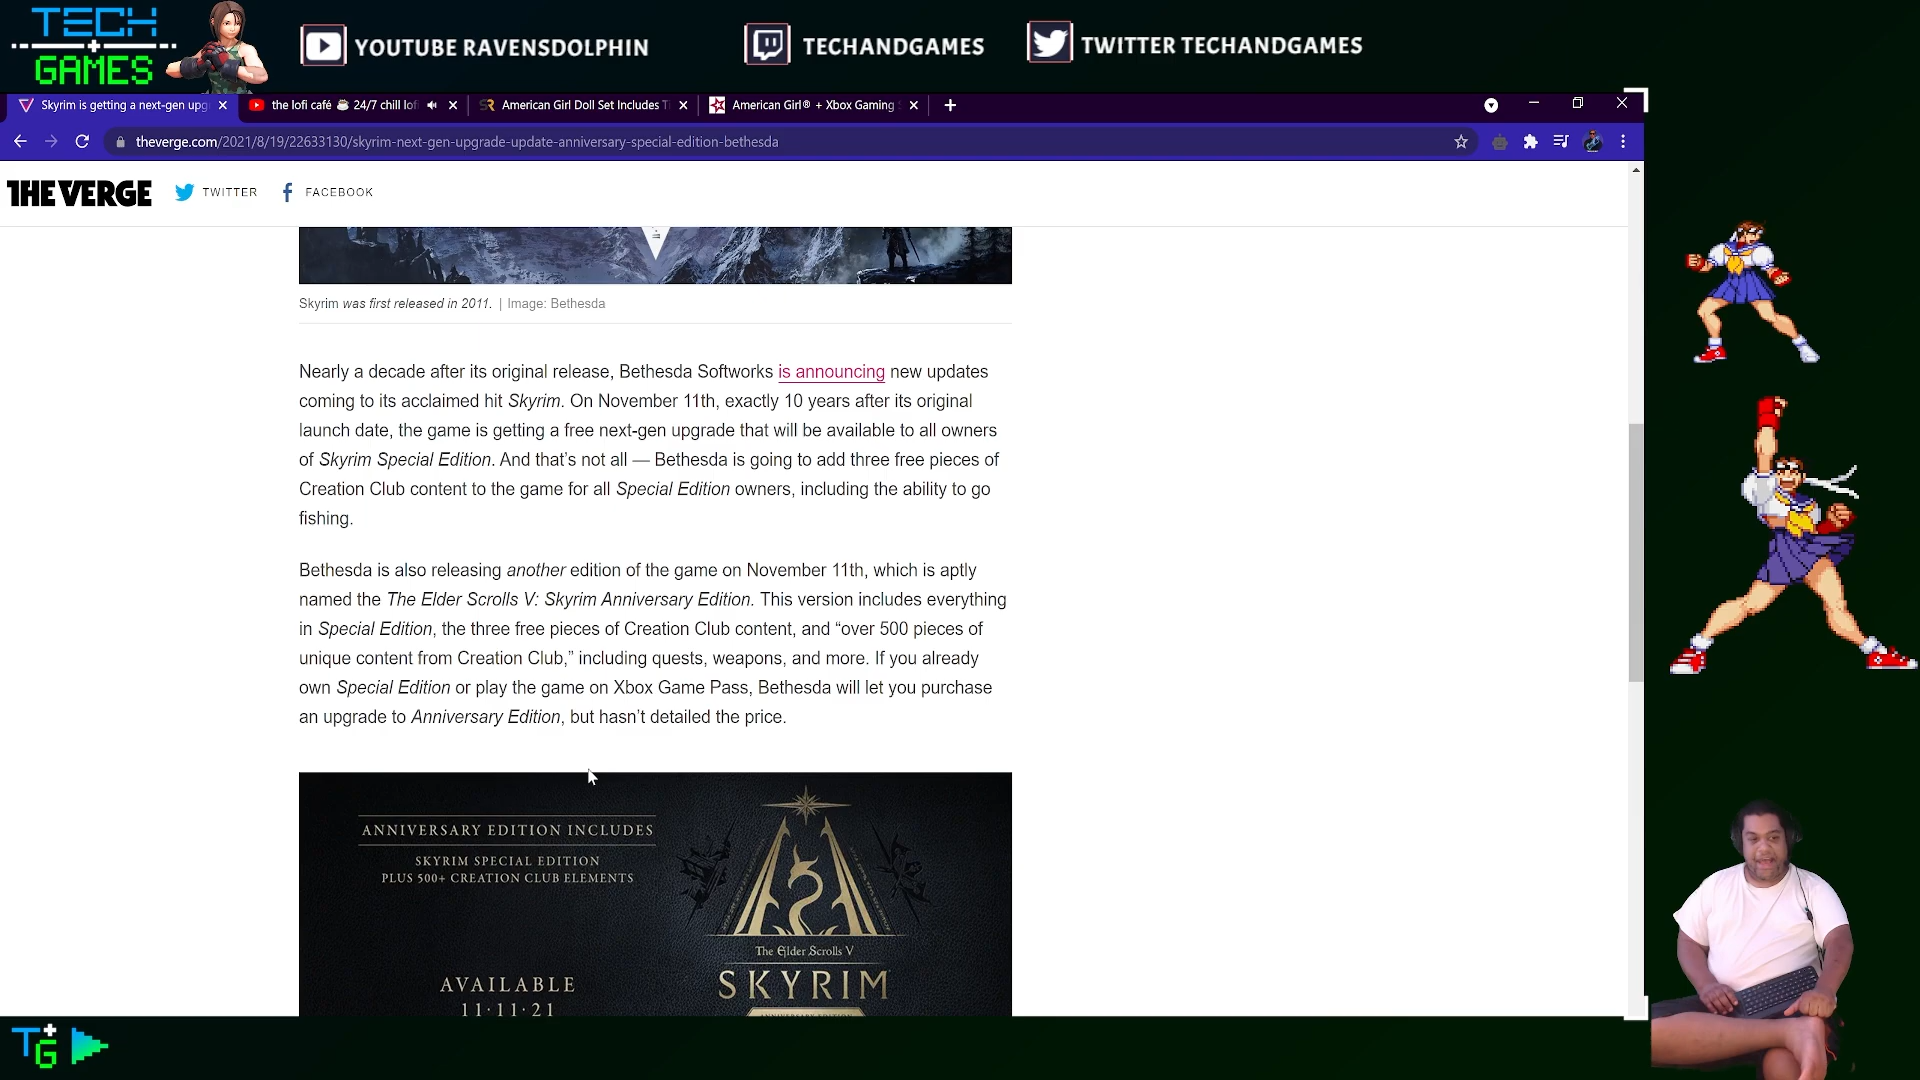 TECH
GAMES
YOUTUBE RAVENSDOLPHIN
TECHANDGAMES
TWITTER TECHANDGAMES
Skyrim is getting a next-gen upg
the lofi café ☕ 24/7 chill lof
American Girl Doll Set Includes T
American Girl® + Xbox Gaming
theverge.com/2021/8/19/22633130/skyrim-next-gen-upgrade-update-anniversary-special-edition-bethesda
THE VERGE
TWITTER
FACEBOOK
Skyrim was first released in 2011. | Image: Bethesda
Nearly a decade after its original release, Bethesda Softworks is announcing new updates
coming to its acclaimed hit Skyrim. On November 11th, exactly 10 years after its original
launch date, the game is getting a free next-gen upgrade that will be available to all owners
of Skyrim Special Edition. And that’s not all — Bethesda is going to add three free pieces of
Creation Club content to the game for all Special Edition owners, including the ability to go
fishing.
Bethesda is also releasing another edition of the game on November 11th, which is aptly
named the The Elder Scrolls V: Skyrim Anniversary Edition. This version includes everything
in Special Edition, the three free pieces of Creation Club content, and “over 500 pieces of
unique content from Creation Club,” including quests, weapons, and more. If you already
own Special Edition or play the game on Xbox Game Pass, Bethesda will let you purchase
an upgrade to Anniversary Edition, but hasn’t detailed the price.
ANNIVERSARY EDITION INCLUDES
SKYRIM SPECIAL EDITION
PLUS 500+ CREATION CLUB ELEMENTS
AVAILABLE
11·11·21
The Elder Scrolls V
SKYRIM
T+G